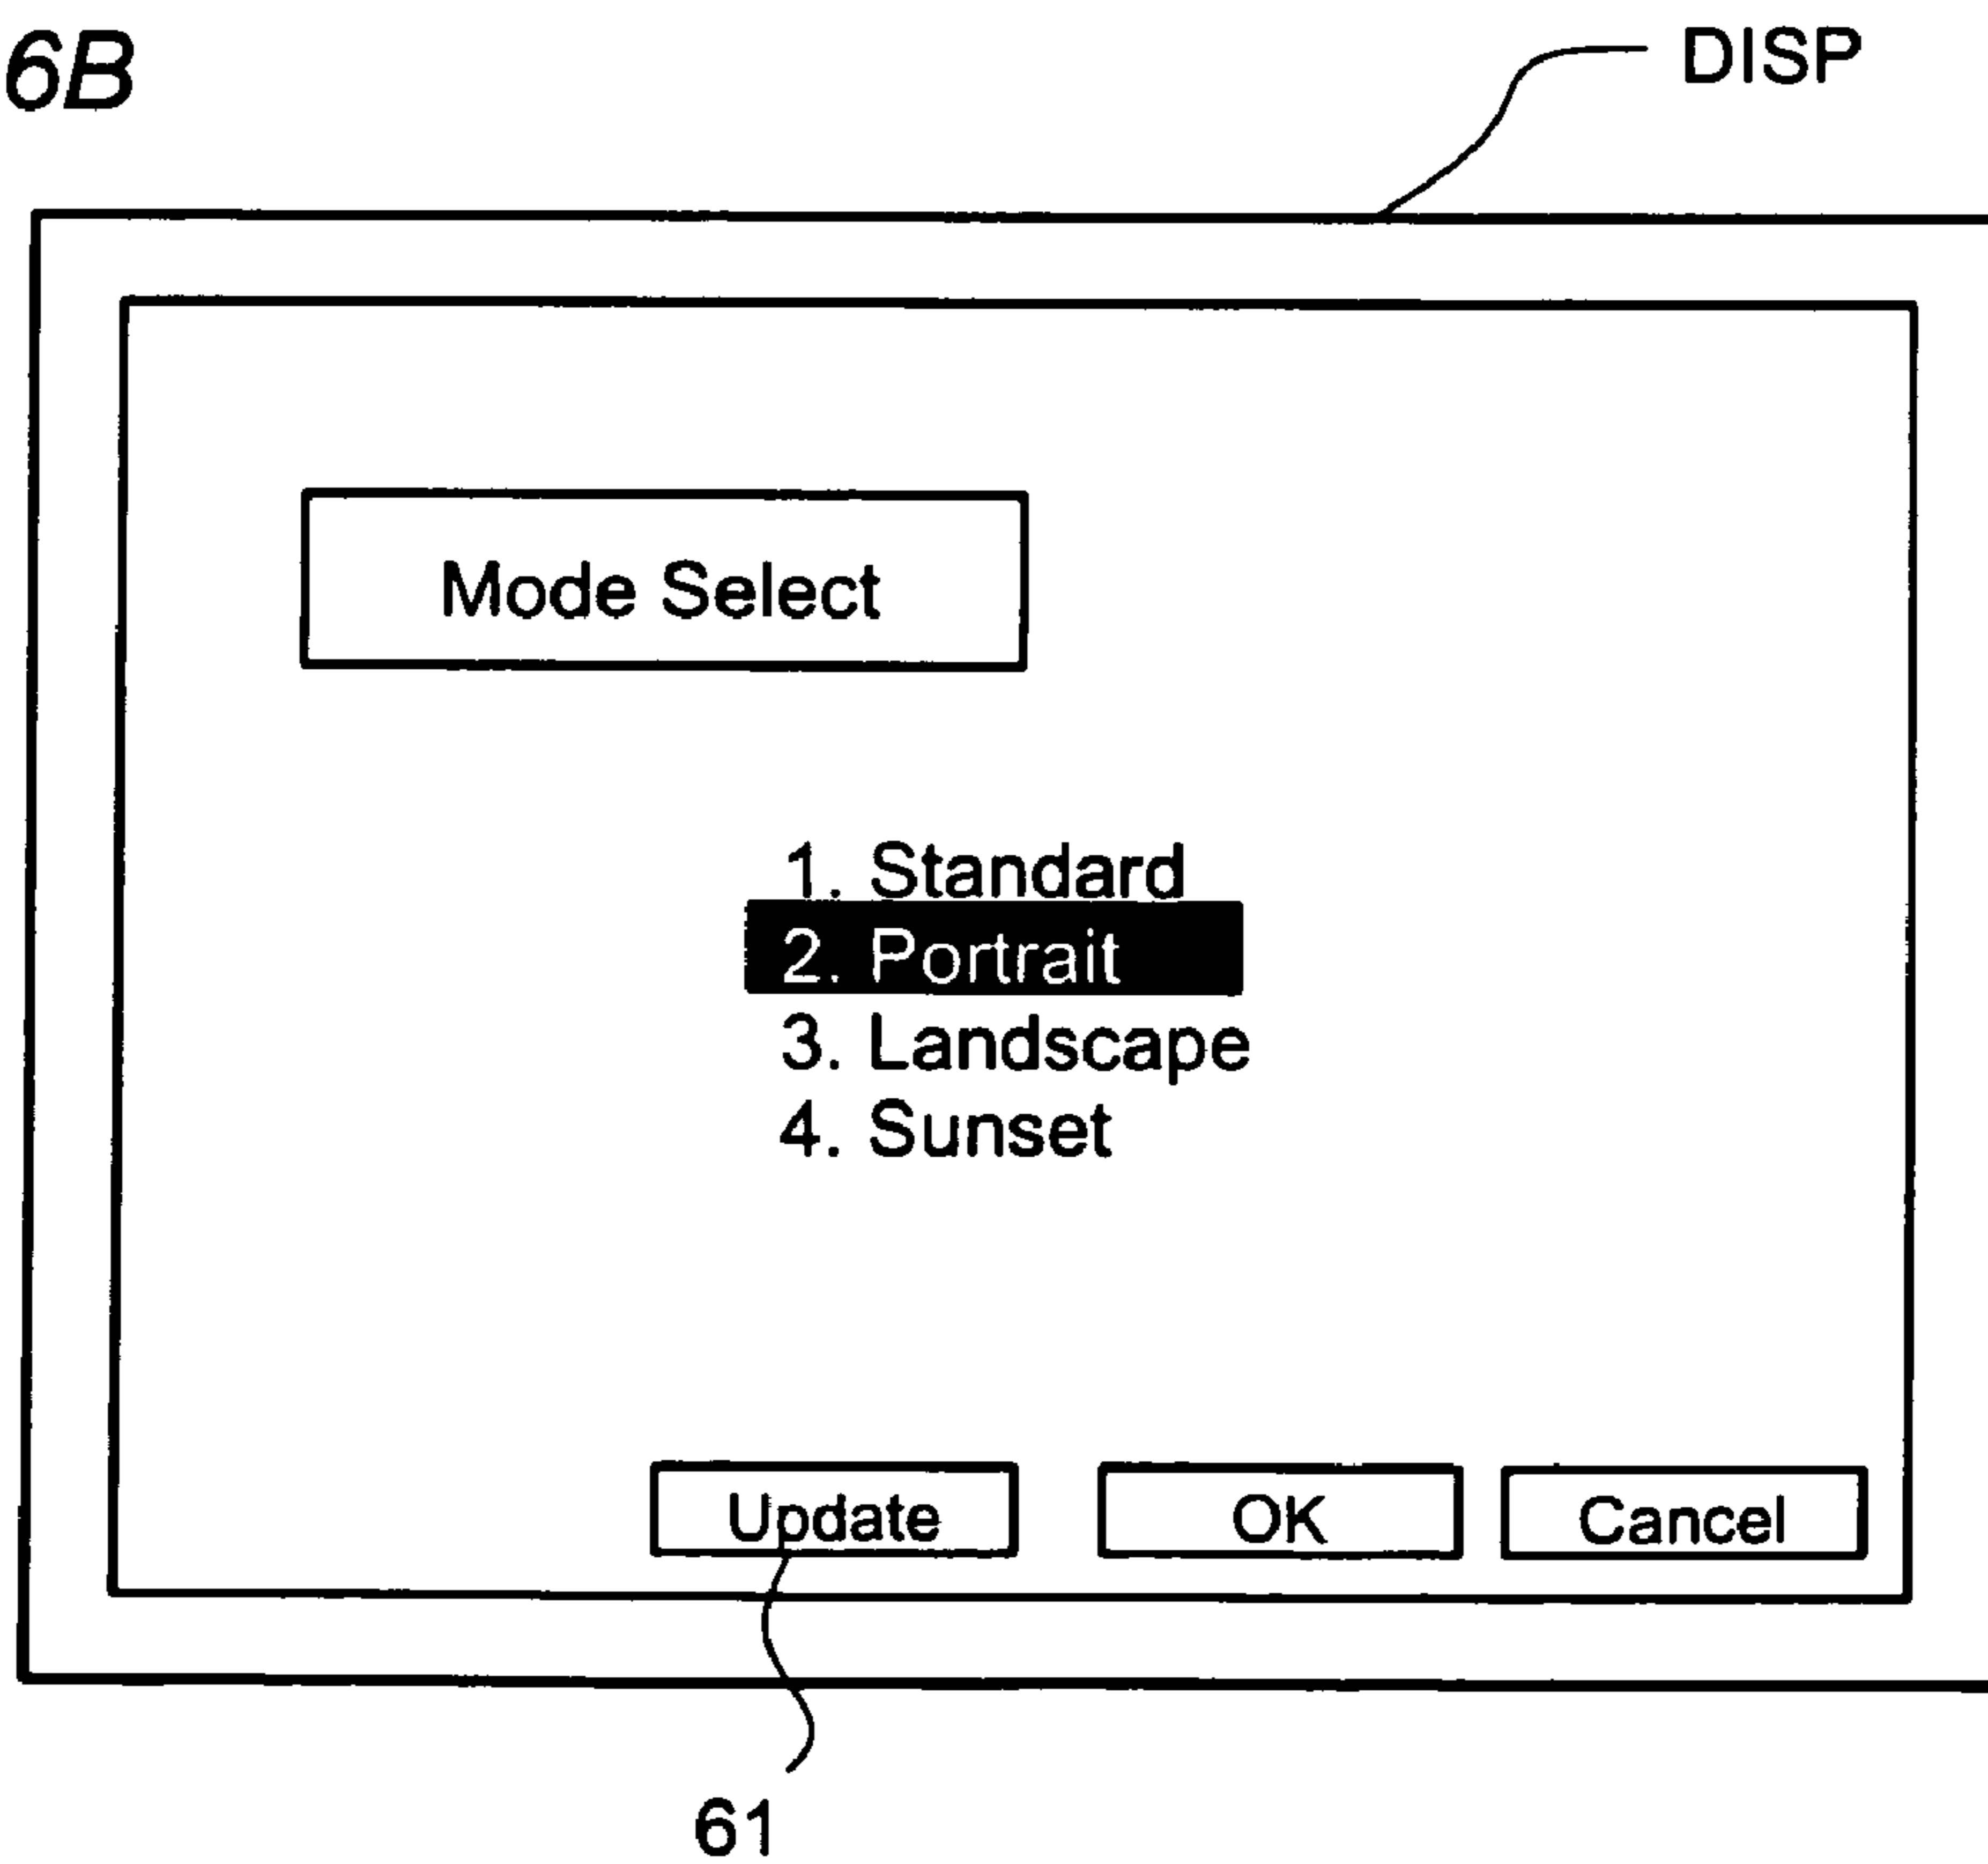 6B
DISP
Mode Select
1. Standard
2. Portrait
3. Landscape
4. Sunset
Update
OK
Cancel
61